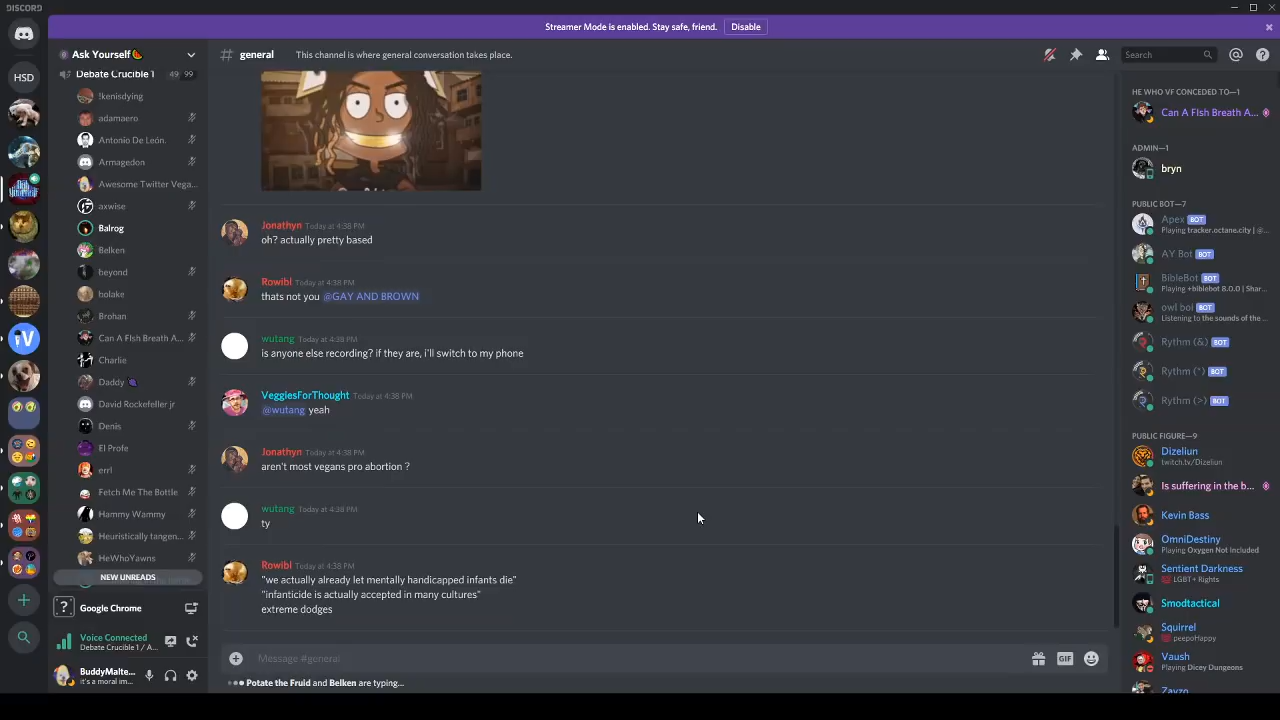 DISCORD
Streamer Mode is enabled. Stay safe, friend. Disable
Ask Yourself
Debate Crucible 1 49 99
!kenisdying
adamaero
Antonio De León.
Armagedon
Awesome Twitter Vega...
axwise
Balrog
Belken
beyond
bolake
Brohan
Can A FIsh Breath A...
Charlie
Daddy
David Rockefeller jr
Denis
El Profe
errl
Fetch Me The Bottle
Hammy Wammy
Heuristically tangen...
HeWhoYawns
NEW UNREADS
Google Chrome
Voice Connected
Debate Crucible 1 / A...
BuddyMalte...
it's a moral im...
HSD
# general This channel is where general conversation takes place.
Search
Jonathyn Today at 4:38 PM
oh? actually pretty based
Rowibl Today at 4:38 PM
thats not you @GAY AND BROWN
wutang Today at 4:38 PM
is anyone else recording? if they are, i'll switch to my phone
VeggiesForThought Today at 4:38 PM
@wutang yeah
Jonathyn Today at 4:38 PM
aren't most vegans pro abortion ?
wutang Today at 4:38 PM
ty
Rowibl Today at 4:38 PM
"we actually already let mentally handicapped infants die"
"infanticide is actually accepted in many cultures"
extreme dodges
Message #general
GIF
Potate the Fruid and Belken are typing...
HE WHO VF CONCEDED TO—1
Can A FIsh Breath A...
ADMIN—1
bryn
PUBLIC BOT—7
Apex BOT
Playing tracker.octane.city | @...
AY Bot BOT
BibleBot BOT
Playing +biblebot 8.0.0 | Shar...
owl boi BOT
Listening to the sounds of the...
Rythm (&) BOT
Rythm (*) BOT
Rythm (>) BOT
PUBLIC FIGURE—9
Dizeliun
twitch.tv/Dizeliun
Is suffering in the b...
Kevin Bass
OmniDestiny
Playing Oxygen Not Included
Sentient Darkness
LGBT+ Rights
Smodtactical
Squirrel
peepoHappy
Vaush
Playing Dicey Dungeons
Zayzo